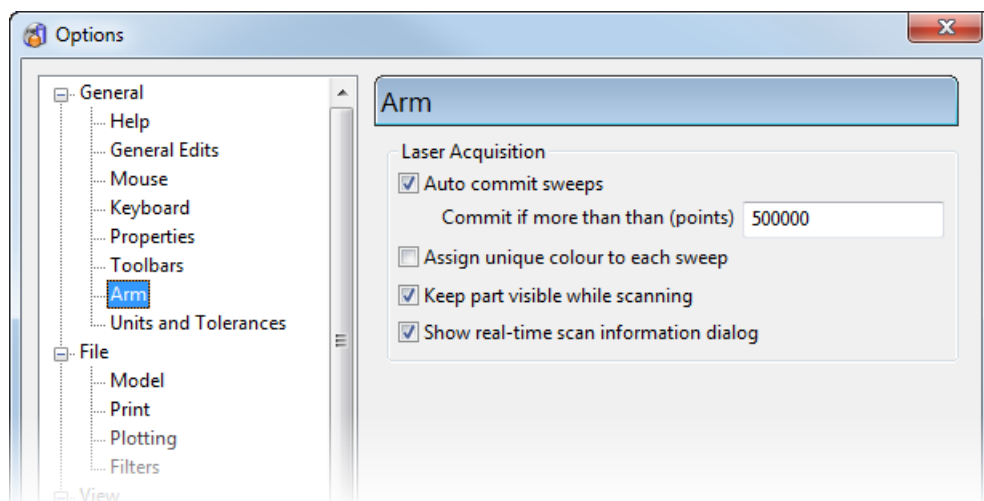 Options
General
Help
General Edits
Mouse
Keyboard
Properties
Toolbars
Arm
Units and Tolerances
File
Model
Print
Plotting
Filters
View
Arm
Laser Acquisition
Auto commit sweeps
Commit if more than than (points) 500000
Assign unique colour to each sweep
Keep part visible while scanning
Show real-time scan information dialog